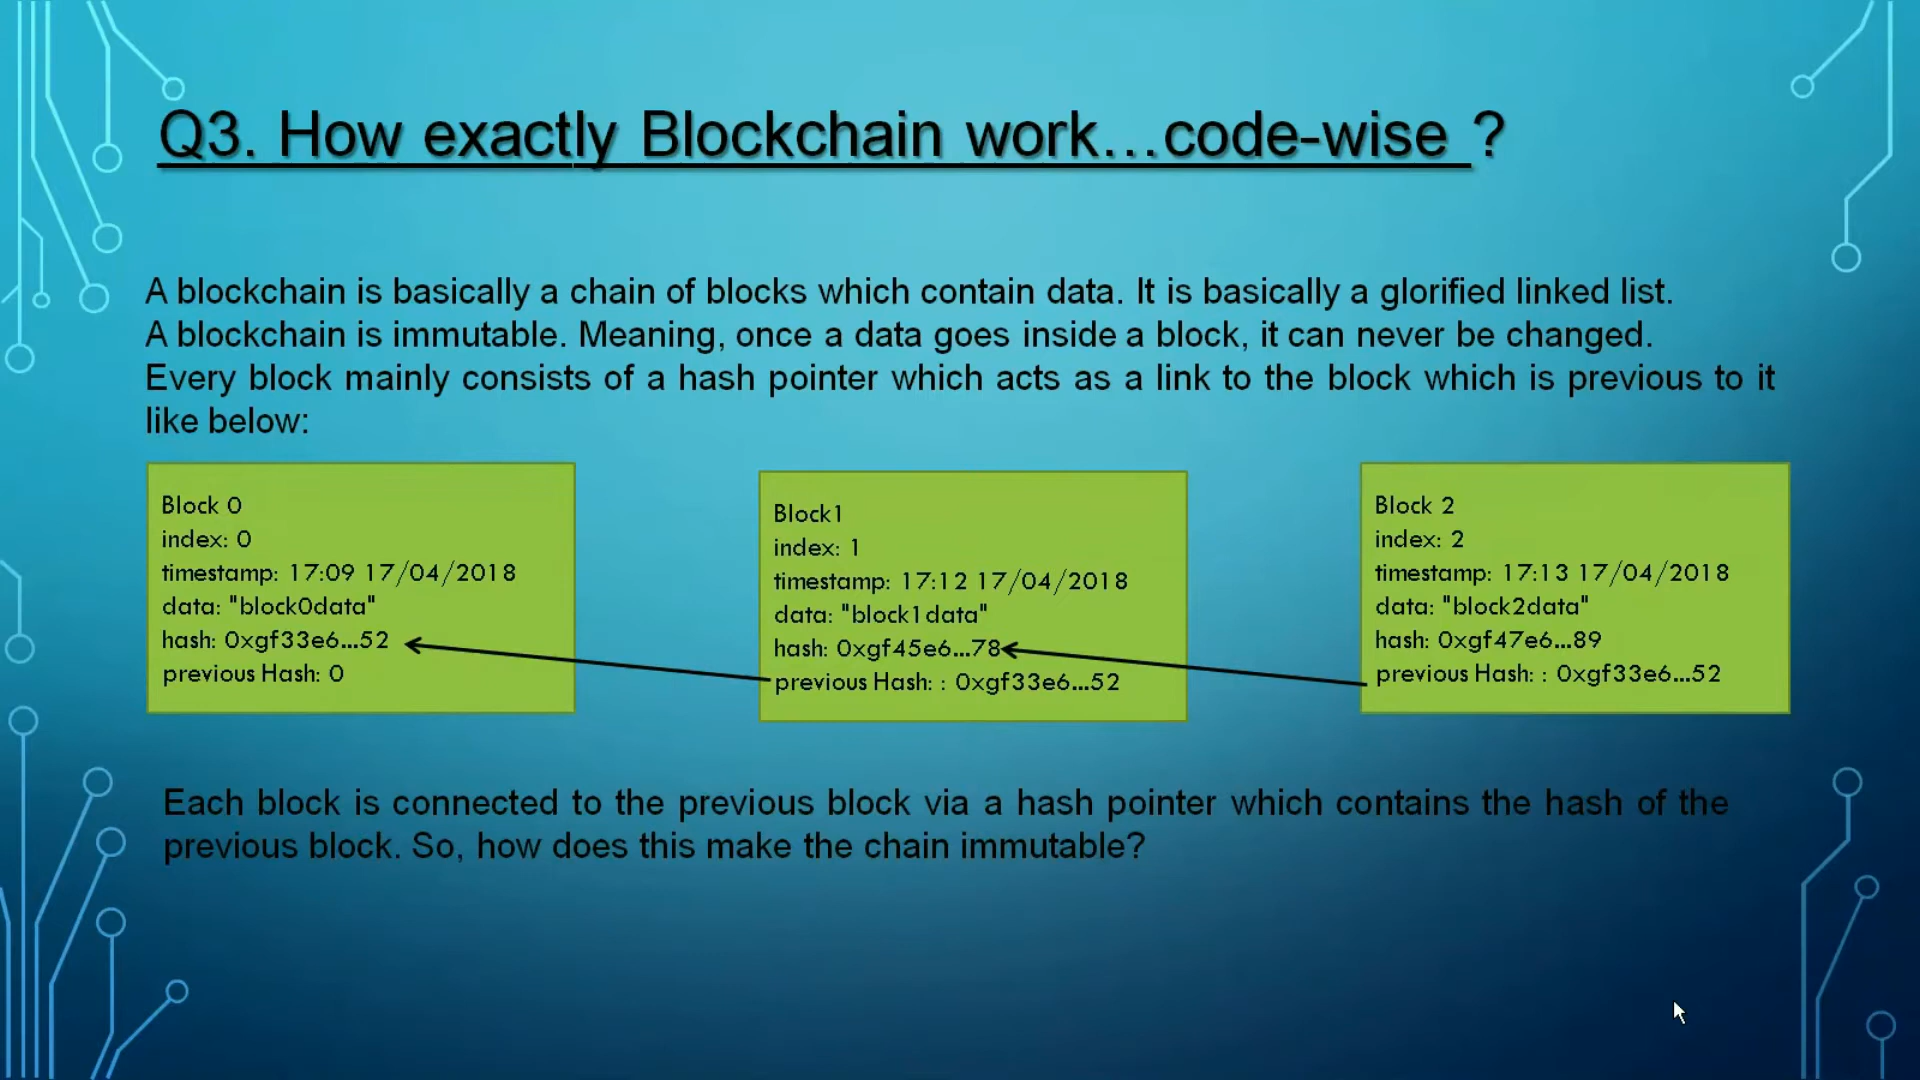 Q3. How exactly Blockchain work...code-wise ?
A blockchain is basically a chain of blocks which contain data. It is basically a glorified linked list.
A blockchain is immutable. Meaning, once a data goes inside a block, it can never be changed.
Every block mainly consists of a hash pointer which acts as a link to the block which is previous to it
like below:
Block 0
index: 0
timestamp: 17:09 17/04/2018
data: "block0data"
hash: 0xgf33e6...52
previous Hash: 0
Block1
index: 1
timestamp: 17:12 17/04/2018
data: "block1data"
hash: 0xgf45e6...78
previous Hash: : 0xgf33e6...52
Block 2
index: 2
timestamp: 17:13 17/04/2018
data: "block2data"
hash: 0xgf47e6...89
previous Hash: : 0xgf33e6...52
Each block is connected to the previous block via a hash pointer which contains the hash of the
previous block. So, how does this make the chain immutable?